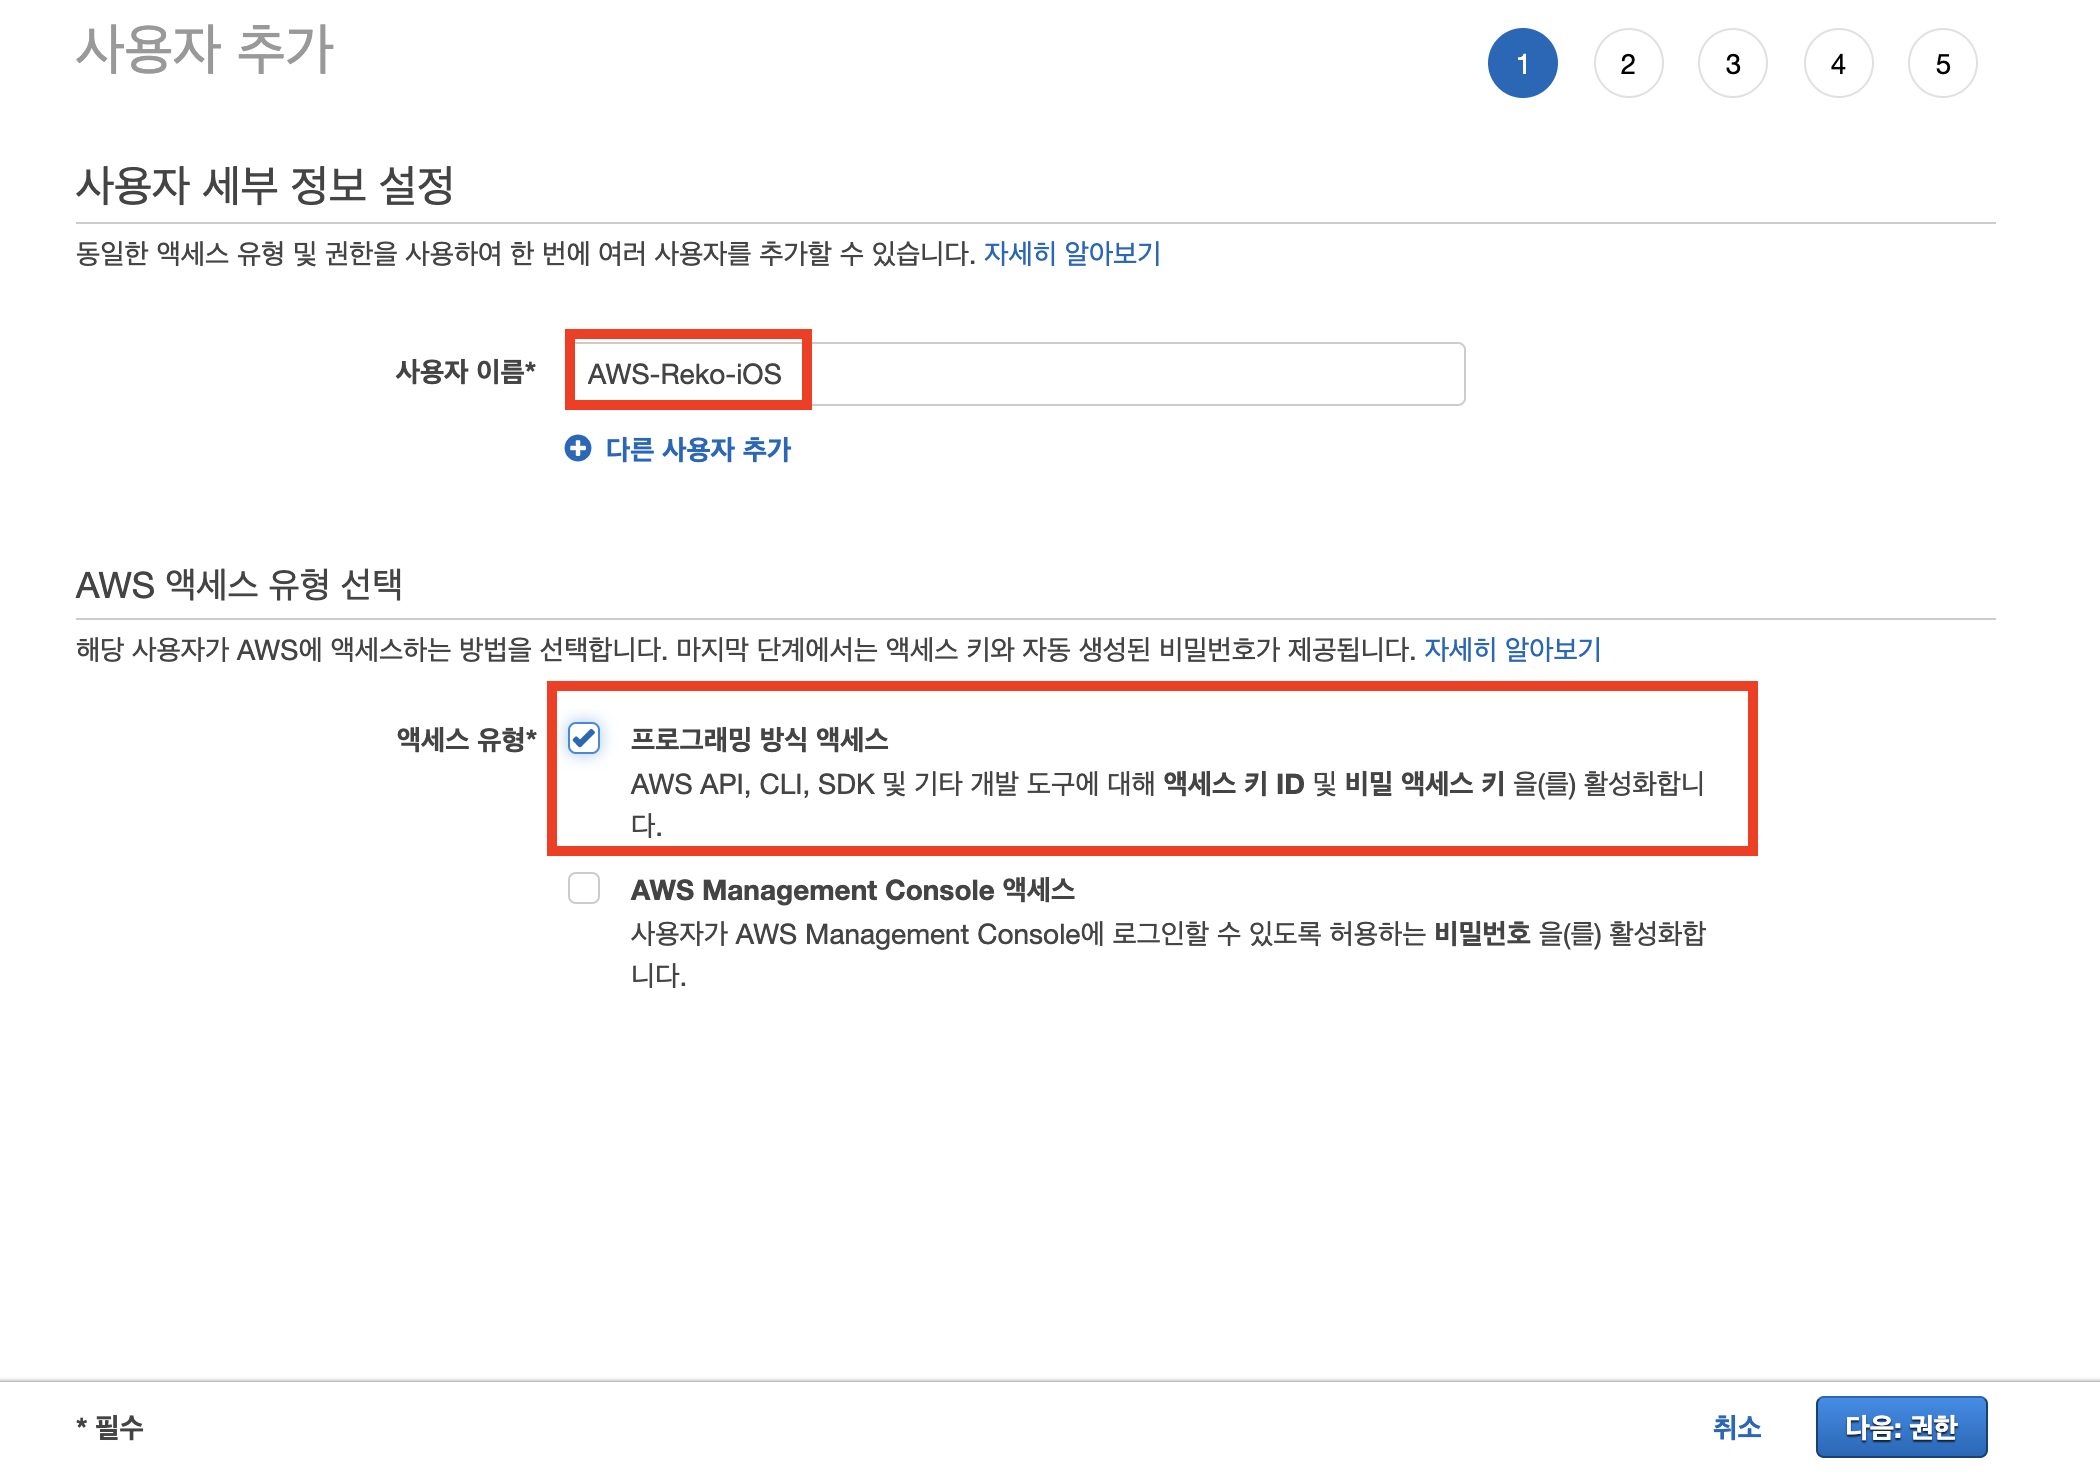 사용자 추가
1 2 3 4 5
사용자 세부 정보 설정
동일한 액세스 유형 및 권한을 사용하여 한 번에 여러 사용자를 추가할 수 있습니다. 자세히 알아보기
사용자 이름* AWS-Reko-iOS
다른 사용자 추가
AWS 액세스 유형 선택
해당 사용자가 AWS에 액세스하는 방법을 선택합니다. 마지막 단계에서는 액세스 키와 자동 생성된 비밀번호가 제공됩니다. 자세히 알아보기
액세스 유형* 프로그래밍 방식 액세스
AWS API, CLI, SDK 및 기타 개발 도구에 대해 액세스 키 ID 및 비밀 액세스 키 을(를) 활성화합니
다.
AWS Management Console 액세스
사용자가 AWS Management Console에 로그인할 수 있도록 허용하는 비밀번호 을(를) 활성화합
니다.
* 필수 취소 다음: 권한